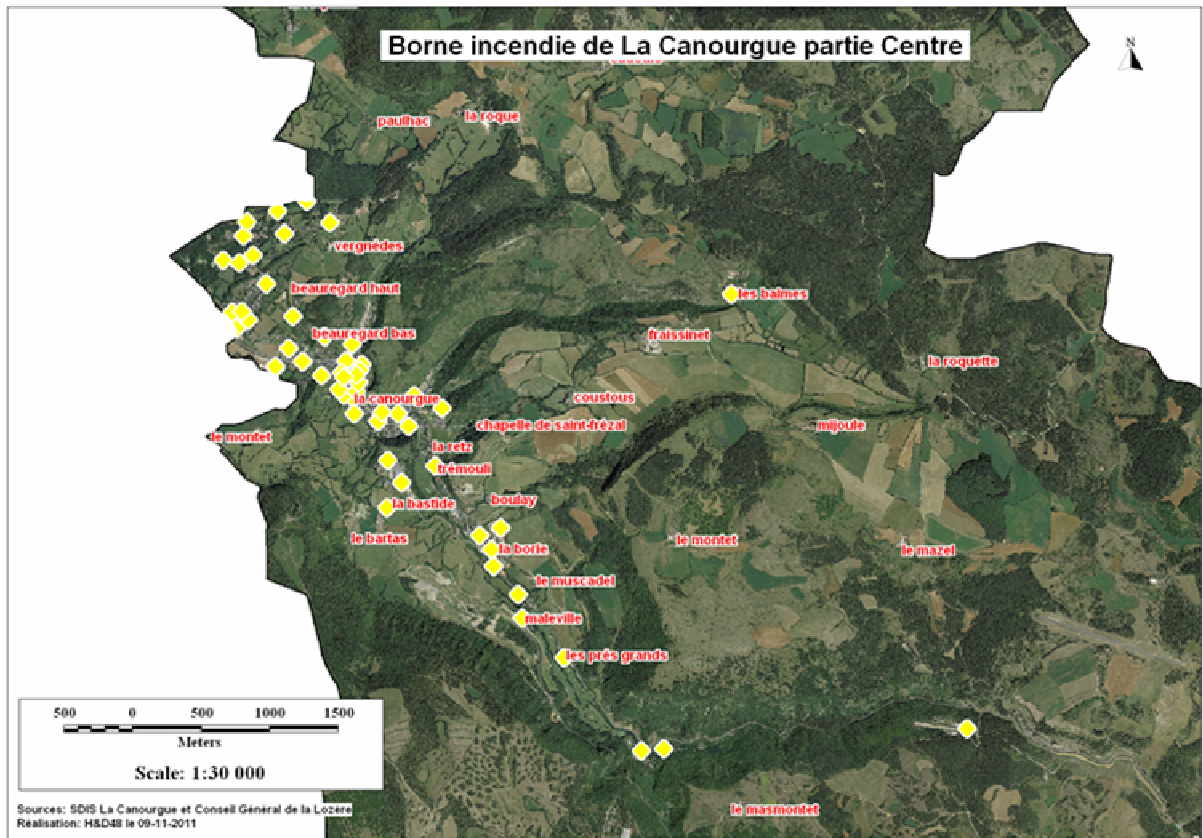 Borne incendie de La Canourgue partie Centre
N
paulhac
la roque
vergnèdes
beauregard haut
les balmes
beauregard bas
fraissinet
la roquette
la canourgue
coustous
chapelle de saint-frézal
mijoule
le montet
la retz
trémouli
la bastide
boulay
le bartas
la borie
le montet
le mazel
le muscadel
maleville
les prés grands
le masmontet
500 0 500 1000 1500
Meters
Scale: 1:30 000
Sources: SDIS La Canourgue et Conseil Général de la Lozère
Réalisation: H&D48 le 09-11-2011